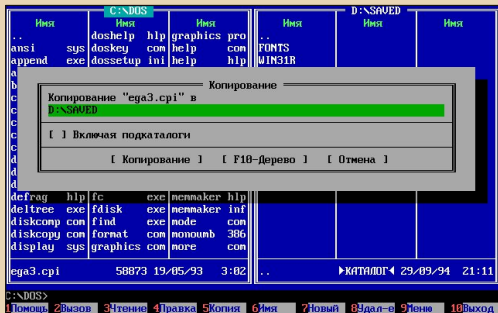 C:\DOS D:\SAVED
Имя Имя Имя Имя Имя Имя
.. doshelp hlp graphics pro ..
ansi sys doskey com help com FONTS
append exe dossetup ini help hlp WIN31R
Копирование
Копирование "ega3.cpi" в
D:\SAVED
[ ] Включая подкаталоги
[ Копирование ] [ F10-Дерево ] [ Отмена ]
defrag hlp fc exe memmaker hlp
deltree exe fdisk exe memmaker inf
diskcomp com find exe mode com
diskcopy com format com monoumb 386
display sys graphics com more com
ega3.cpi 58873 19/05/93 3:02 .. ►КАТАЛОГ◄ 29/09/94 21:11
C:\DOS>
1Помощь 2Вызов 3Чтение 4Правка 5Копия 6Имя 7Новый 8Удал-е 9Меню 10Выход